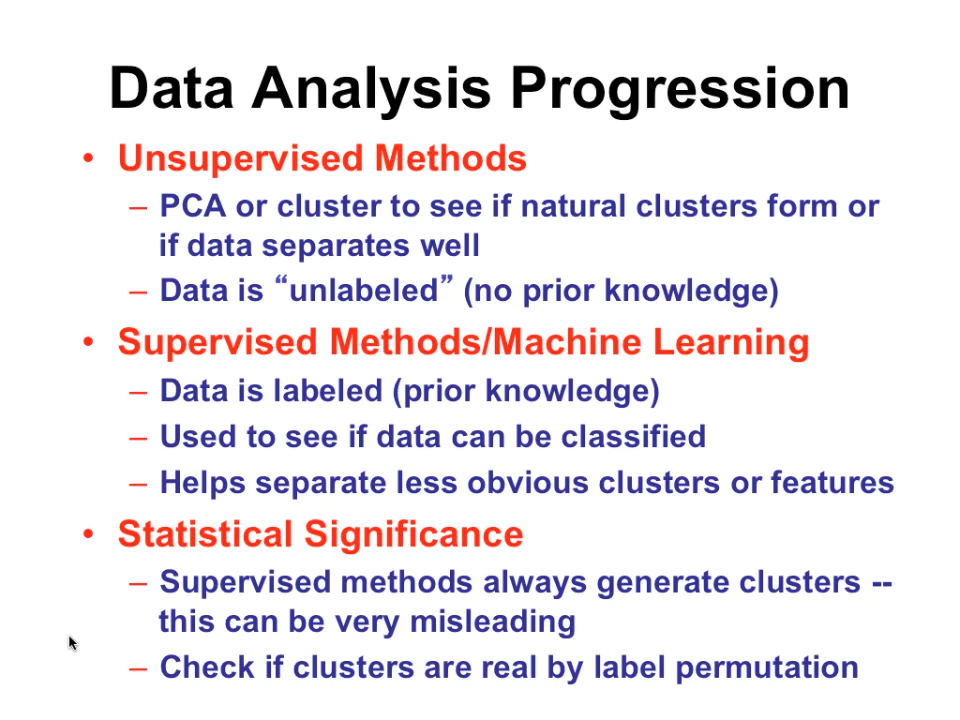 Data Analysis Progression
• Unsupervised Methods
– PCA or cluster to see if natural clusters form or
if data separates well
– Data is “unlabeled” (no prior knowledge)
• Supervised Methods/Machine Learning
– Data is labeled (prior knowledge)
– Used to see if data can be classified
– Helps separate less obvious clusters or features
• Statistical Significance
– Supervised methods always generate clusters --
this can be very misleading
– Check if clusters are real by label permutation